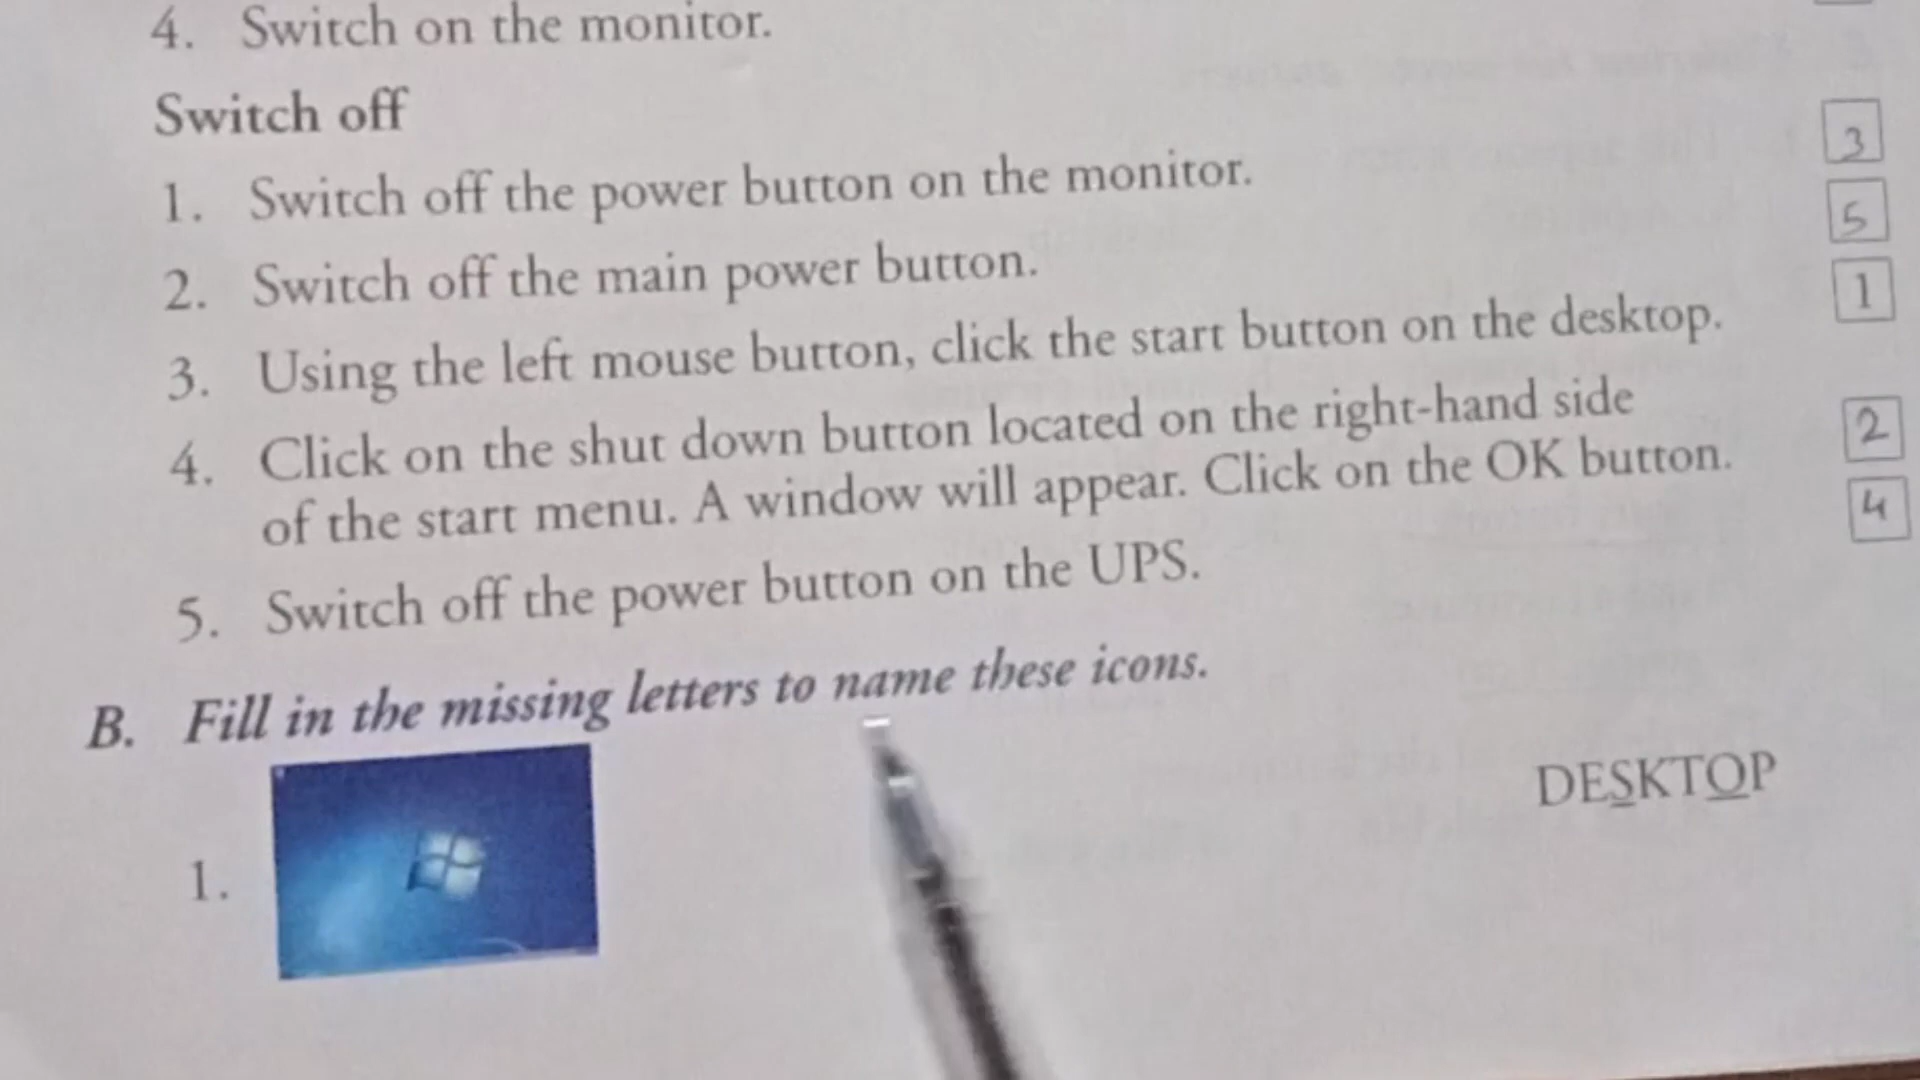 4. Switch on the monitor.
Switch off
1. Switch off the power button on the monitor. 3
2. Switch off the main power button. 5
3. Using the left mouse button, click the start button on the desktop. 1
4. Click on the shut down button located on the right-hand side
of the start menu. A window will appear. Click on the OK button. 2
5. Switch off the power button on the UPS. 4
B. Fill in the missing letters to name these icons.
DESKTOP
1.